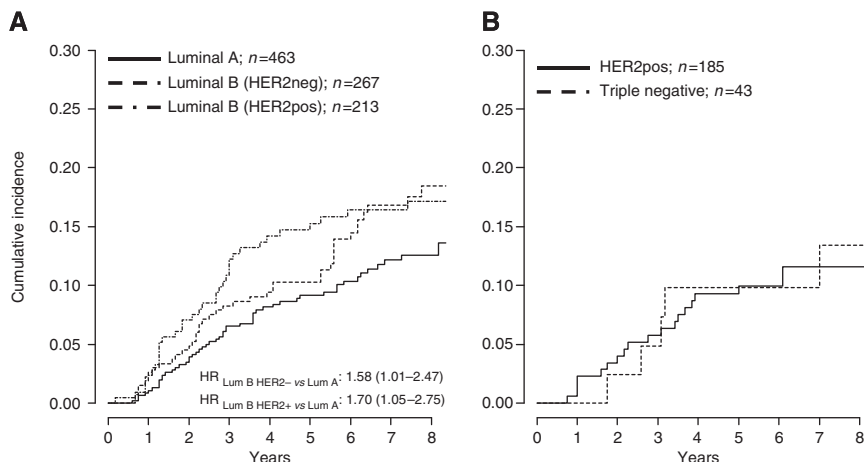 A
0.30
0.25
0.20
0.15
0.10
0.05
0.00
Cumulative incidence
Luminal A; n=463
Luminal B (HER2neg); n=267
Luminal B (HER2pos); n=213
HR Lum B HER2– vs Lum A: 1.58 (1.01–2.47)
HR Lum B HER2+ vs Lum A: 1.70 (1.05–2.75)
0 1 2 3 4 5 6 7 8
Years
B
0.30
0.25
0.20
0.15
0.10
0.05
0.00
HER2pos; n=185
Triple negative; n=43
0 1 2 3 4 5 6 7 8
Years